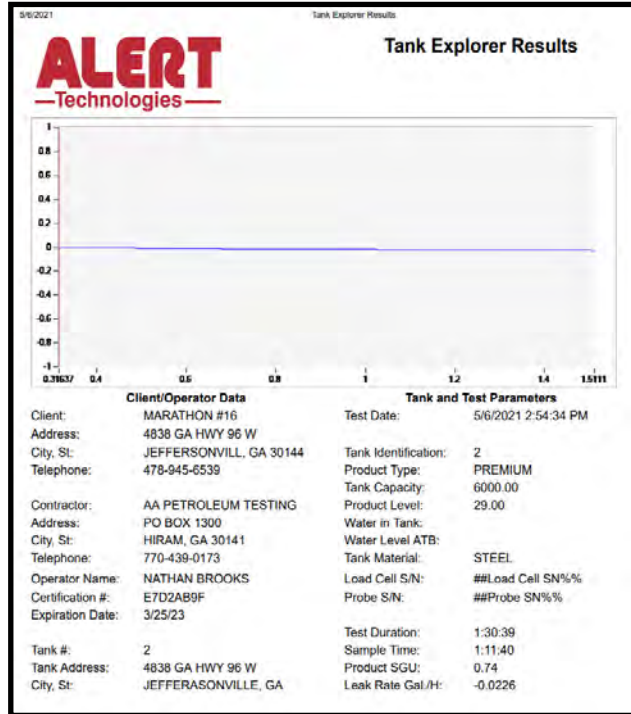 5/6/2021 Tank Explorer Results
ALERT
Technologies
Tank Explorer Results
1
0.8
0.6
0.4
0.2
0
-0.2
-0.4
-0.6
-0.8
-1
0.31637 0.4 0.6 0.8 1 1.2 1.4 1.5111
Client/Operator Data
Client: MARATHON #16
Address: 4838 GA HWY 96 W
City, St: JEFFERSONVILL, GA 30144
Telephone: 478-945-6539
Contractor: AA PETROLEUM TESTING
Address: PO BOX 1300
City, St: HIRAM, GA 30141
Telephone: 770-439-0173
Operator Name: NATHAN BROOKS
Certification #: E7D2AB9F
Expiration Date: 3/25/23
Tank #: 2
Tank Address: 4838 GA HWY 96 W
City, St: JEFFERASONVILLE, GA
Tank and Test Parameters
Test Date: 5/6/2021 2:54:34 PM
Tank Identification: 2
Product Type: PREMIUM
Tank Capacity: 6000.00
Product Level: 29.00
Water in Tank:
Water Level ATB:
Tank Material: STEEL
Load Cell S/N: ##Load Cell SN%%
Probe S/N: ##Probe SN%%
Test Duration: 1:30:39
Sample Time: 1:11:40
Product SGU: 0.74
Leak Rate Gal./H: -0.0226